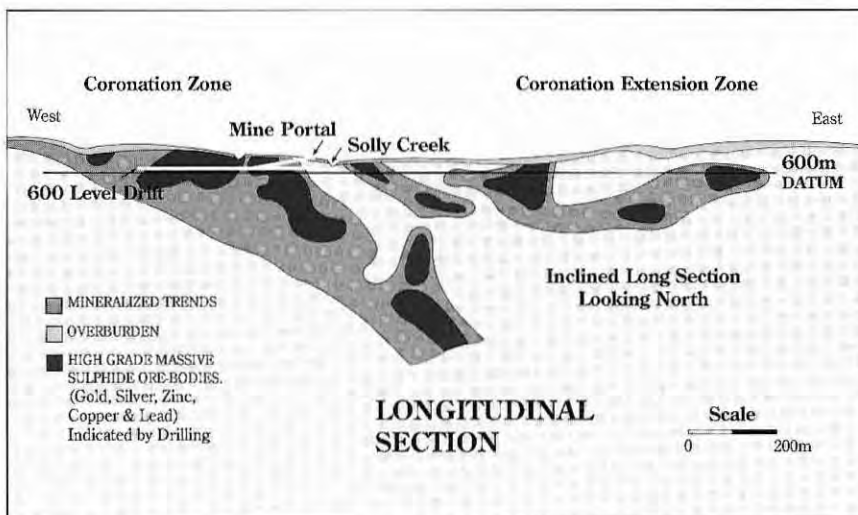 Coronation Zone
Coronation Extension Zone
West
East
Mine Portal
Solly Creek
600m
DATUM
600 Level Drift
Inclined Long Section
Looking North
MINERALIZED TRENDS
OVERBURDEN
HIGH GRADE MASSIVE
SULPHIDE ORE-BODIES.
(Gold, Silver, Zinc,
Copper & Lead)
Indicated by Drilling
LONGITUDINAL
SECTION
Scale
0 200m